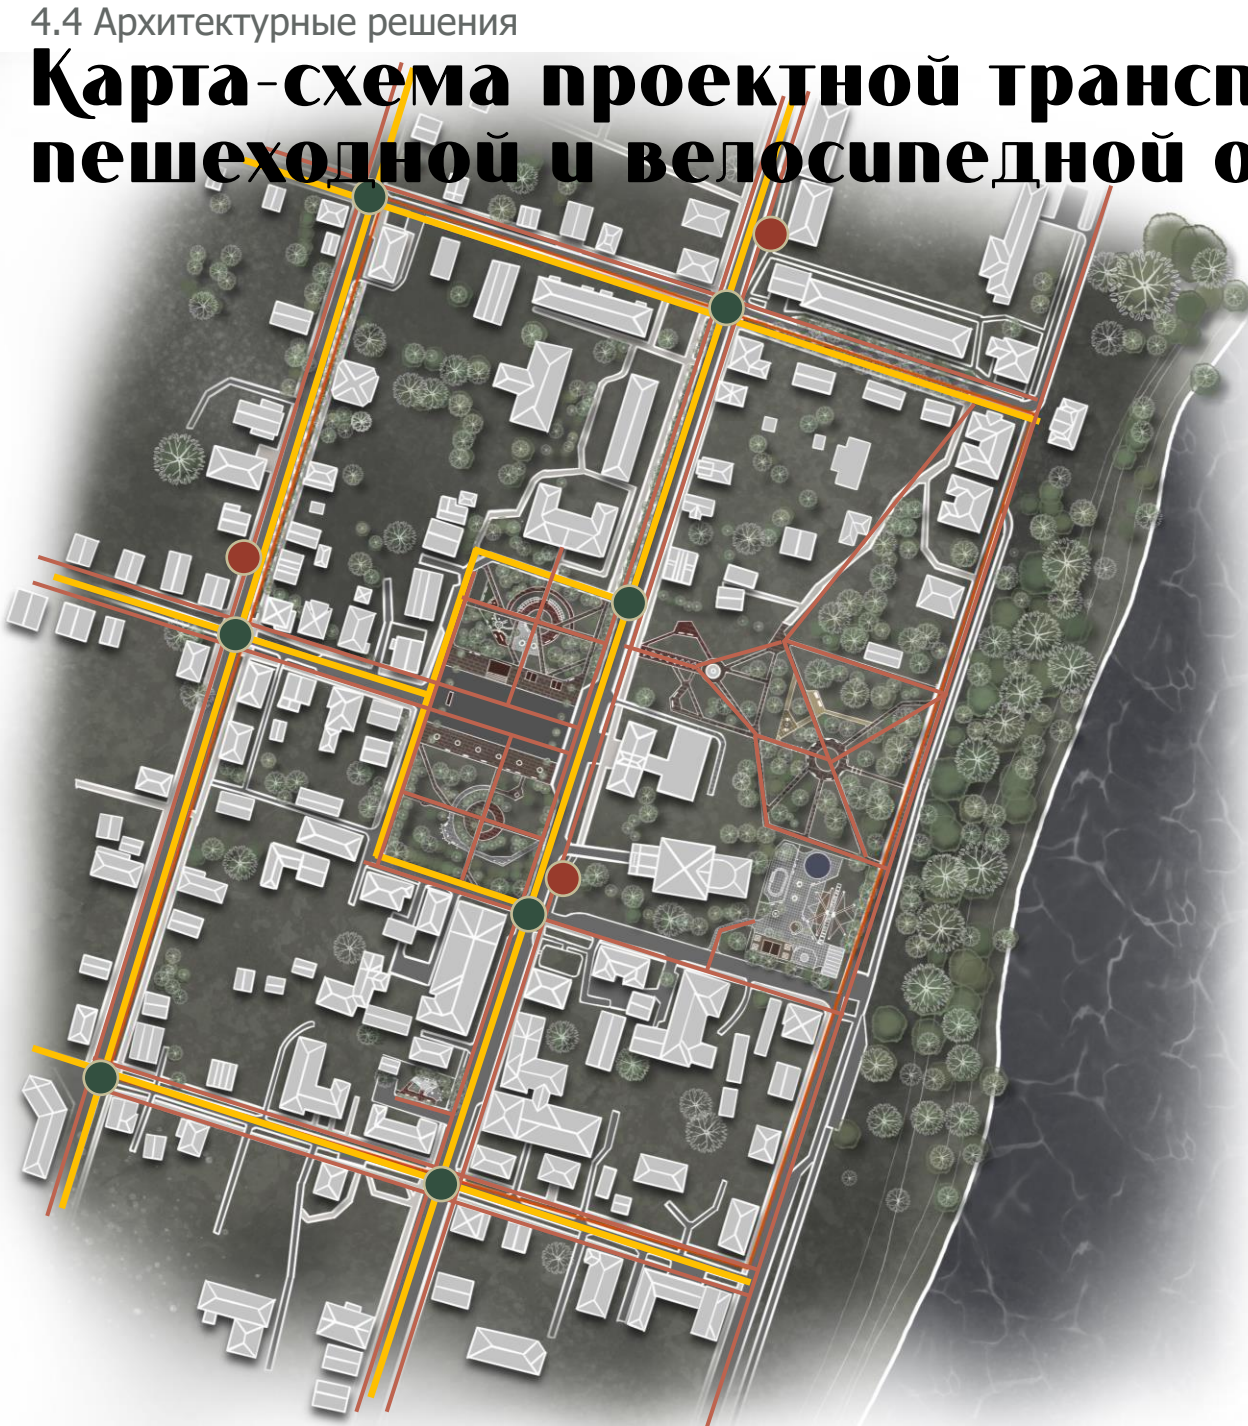 4.4 Архитектурные решения
Карта-схема проектной трансп
пешеходной и велосипедной о